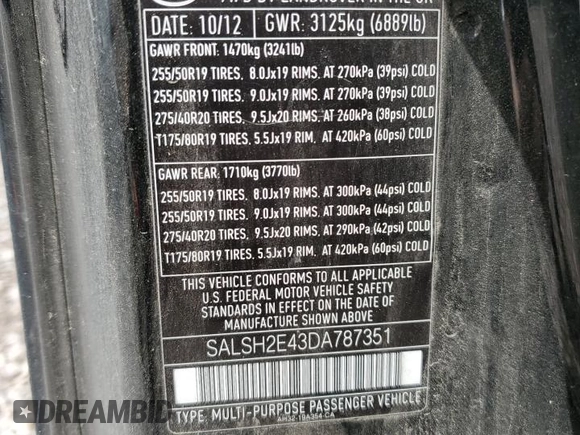 DATE: 10/12 GWR: 3125kg (6889lb)
GAWR FRONT: 1470kg (3241lb)
255/50R19 TIRES. 8.0Jx19 RIMS. AT 270kPa (39psi) COLD
255/50R19 TIRES. 9.0Jx19 RIMS. AT 270kPa (39psi) COLD
275/40R20 TIRES. 9.5Jx20 RIMS. AT 260kPa (38psi) COLD
T175/80R19 TIRES. 5.5Jx19 RIM. AT 420kPa (60psi) COLD
GAWR REAR: 1710kg (3770lb)
255/50R19 TIRES. 8.0Jx19 RIMS. AT 300kPa (44psi) COLD
255/50R19 TIRES. 9.0Jx19 RIMS. AT 300kPa (44psi) COLD
275/40R20 TIRES. 9.5Jx20 RIMS. AT 290kPa (42psi) COLD
T175/80R19 TIRES. 5.5Jx19 RIM. AT 420kPa (60psi) COLD
THIS VEHICLE CONFORMS TO ALL APPLICABLE
U.S. FEDERAL MOTOR VEHICLE SAFETY
STANDARDS IN EFFECT ON THE DATE OF
MANUFACTURE SHOWN ABOVE
SALSH2E43DA787351
TYPE: MULTI-PURPOSE PASSENGER VEHICLE
AH32-19A354-CA
DREAMBID